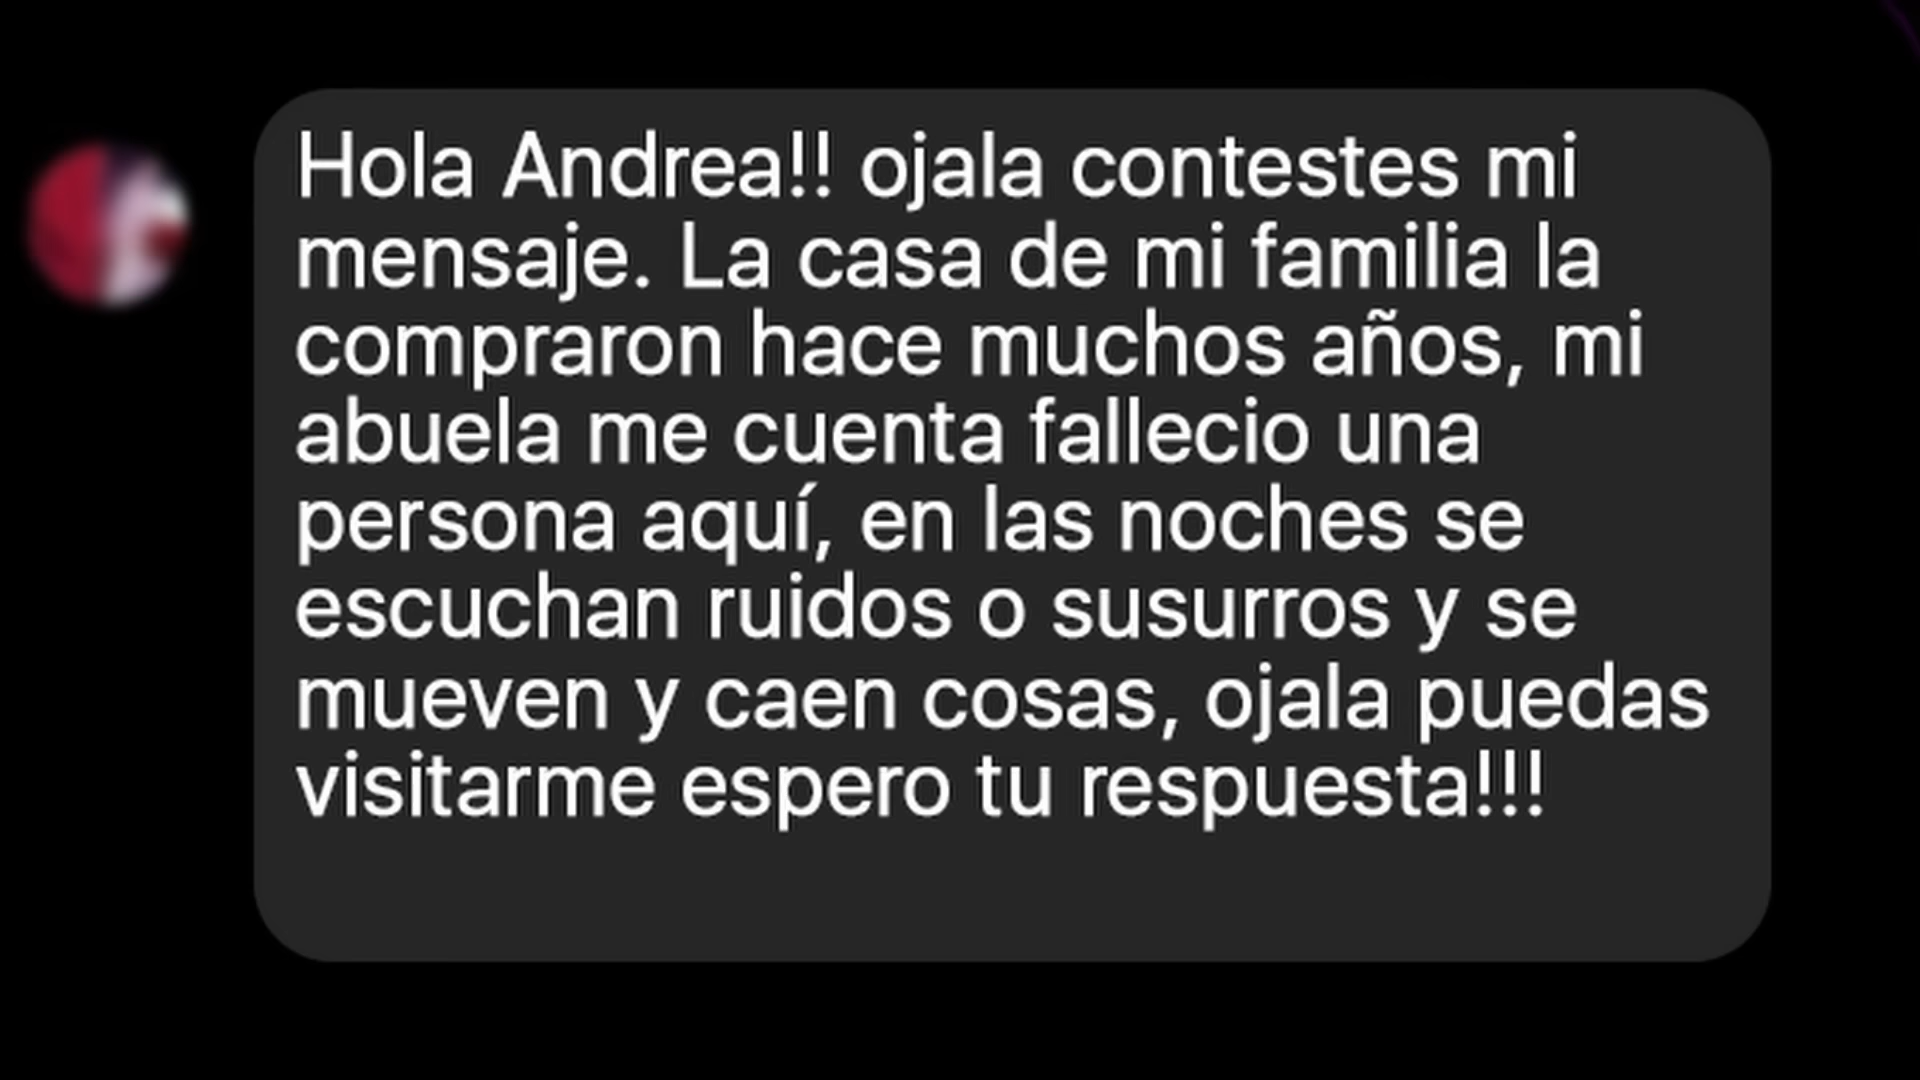 Hola Andrea!! ojala contestes mi
mensaje. La casa de mi familia la
compraron hace muchos años, mi
abuela me cuenta fallecio una
persona aquí, en las noches se
escuchan ruidos o susurros y se
mueven y caen cosas, ojala puedas
visitarme espero tu respuesta!!!